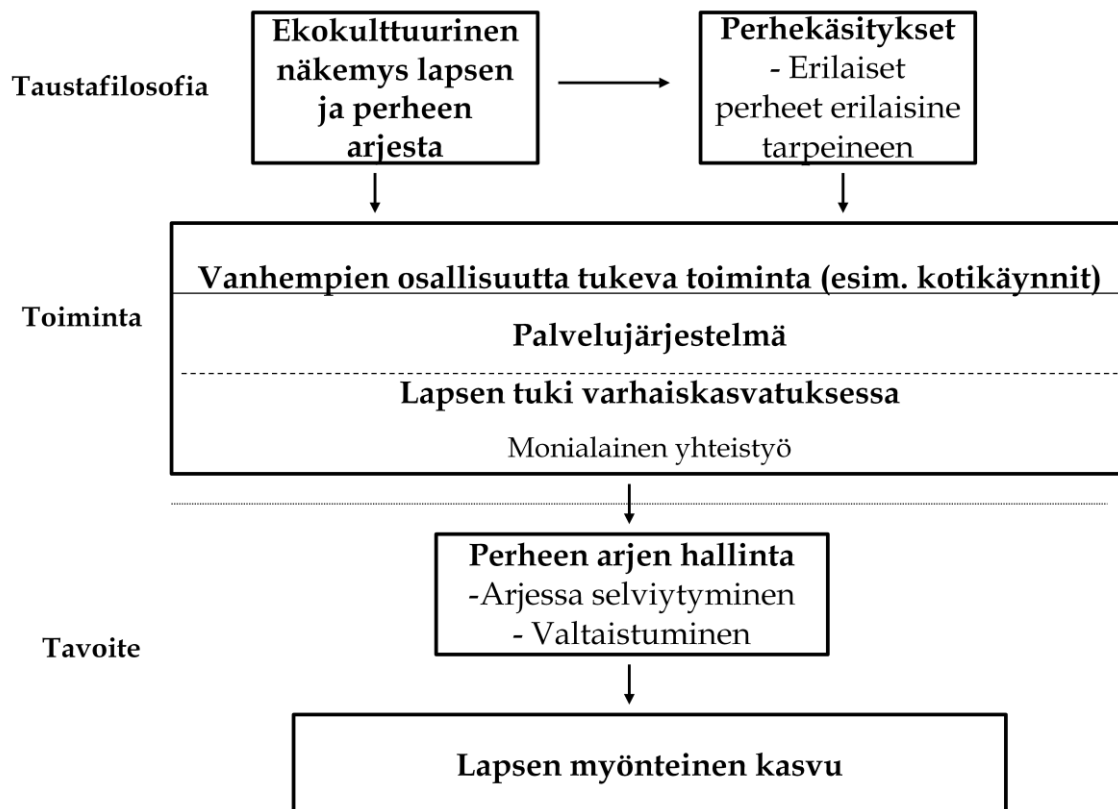 Taustafilosofia
Ekokulttuurinen
näkemys lapsen
ja perheen
arjesta
Perhekäsitykset
- Erilaiset
perheet erilaisine
tarpeineen
Toiminta
Vanhempien osallisuutta tukeva toiminta (esim. kotikäynnit)
Palvelujärjestelmä
Lapsen tuki varhaiskasvatuksessa
Monialainen yhteistyö
Tavoite
Perheen arjen hallinta
-Arjessa selviytyminen
- Valtaistuminen
Lapsen myönteinen kasvu